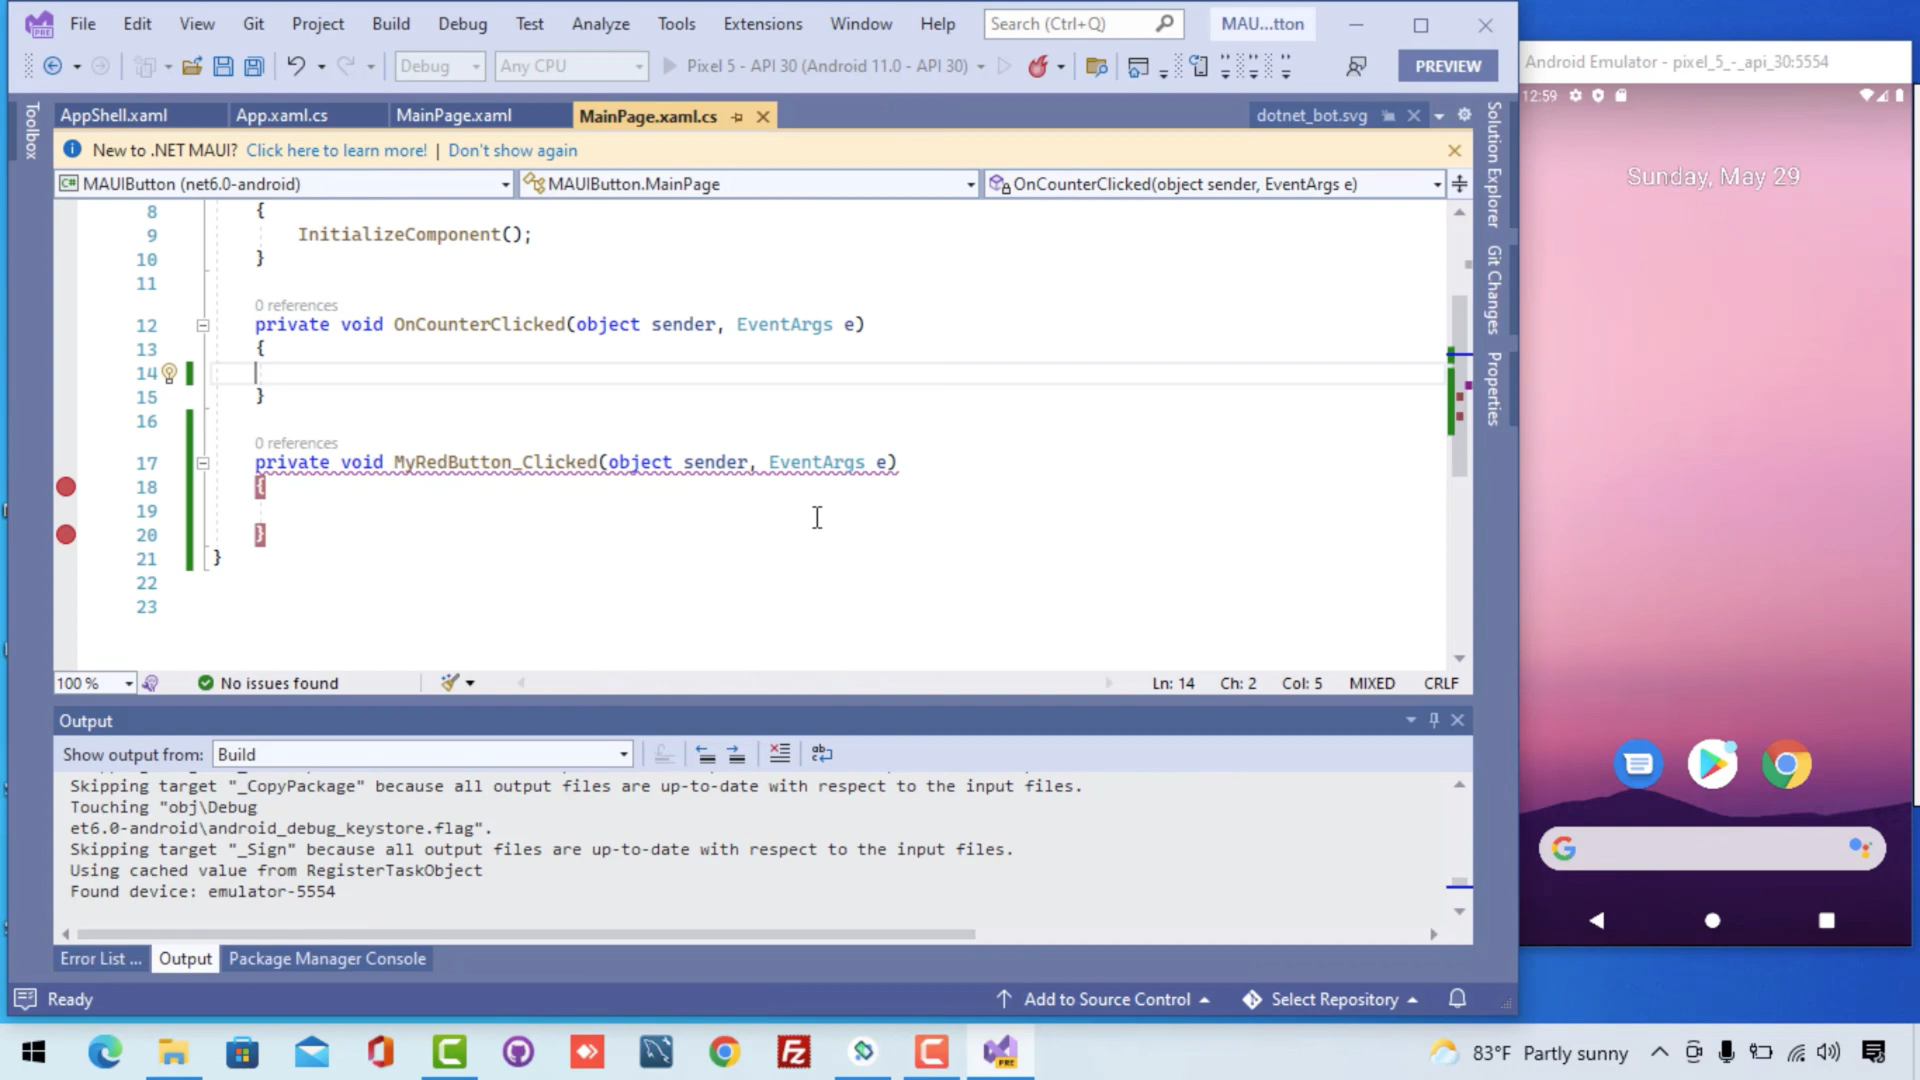 File Edit View Git Project Build Debug Test Analyze Tools Extensions Window Help Search (Ctrl+Q) MAU...tton
Debug Any CPU Pixel 5 - API 30 (Android 11.0 - API 30) PREVIEW
Toolbox
AppShell.xaml App.xaml.cs MainPage.xaml MainPage.xaml.cs dotnet_bot.svg
New to .NET MAUI? Click here to learn more! | Don't show again
C# MAUIButton (net6.0-android) MAUIButton.MainPage OnCounterClicked(object sender, EventArgs e)
8 {
9 InitializeComponent();
10 }
11
0 references
12 private void OnCounterClicked(object sender, EventArgs e)
13 {
14
15 }
16
0 references
17 private void MyRedButton_Clicked(object sender, EventArgs e)
18 {
19
20 }
21 }
22
23
100 % No issues found Ln: 14 Ch: 2 Col: 5 MIXED CRLF
Solution Explorer
Git Changes
Properties
Output
Show output from: Build
Skipping target "_CopyPackage" because all output files are up-to-date with respect to the input files.
Touching "obj\Debug
et6.0-android\android_debug_keystore.flag".
Skipping target "_Sign" because all output files are up-to-date with respect to the input files.
Using cached value from RegisterTaskObject
Found device: emulator-5554
Error List ... Output Package Manager Console
Ready Add to Source Control Select Repository
Android Emulator - pixel_5_-_api_30:5554
12:59
Sunday, May 29
83°F Partly sunny